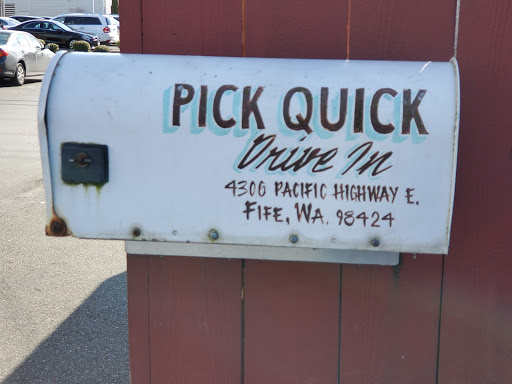 PICK QUICK
Drive In
4306 PACIFIC HIGHWAY E.
FIFE, WA. 98424